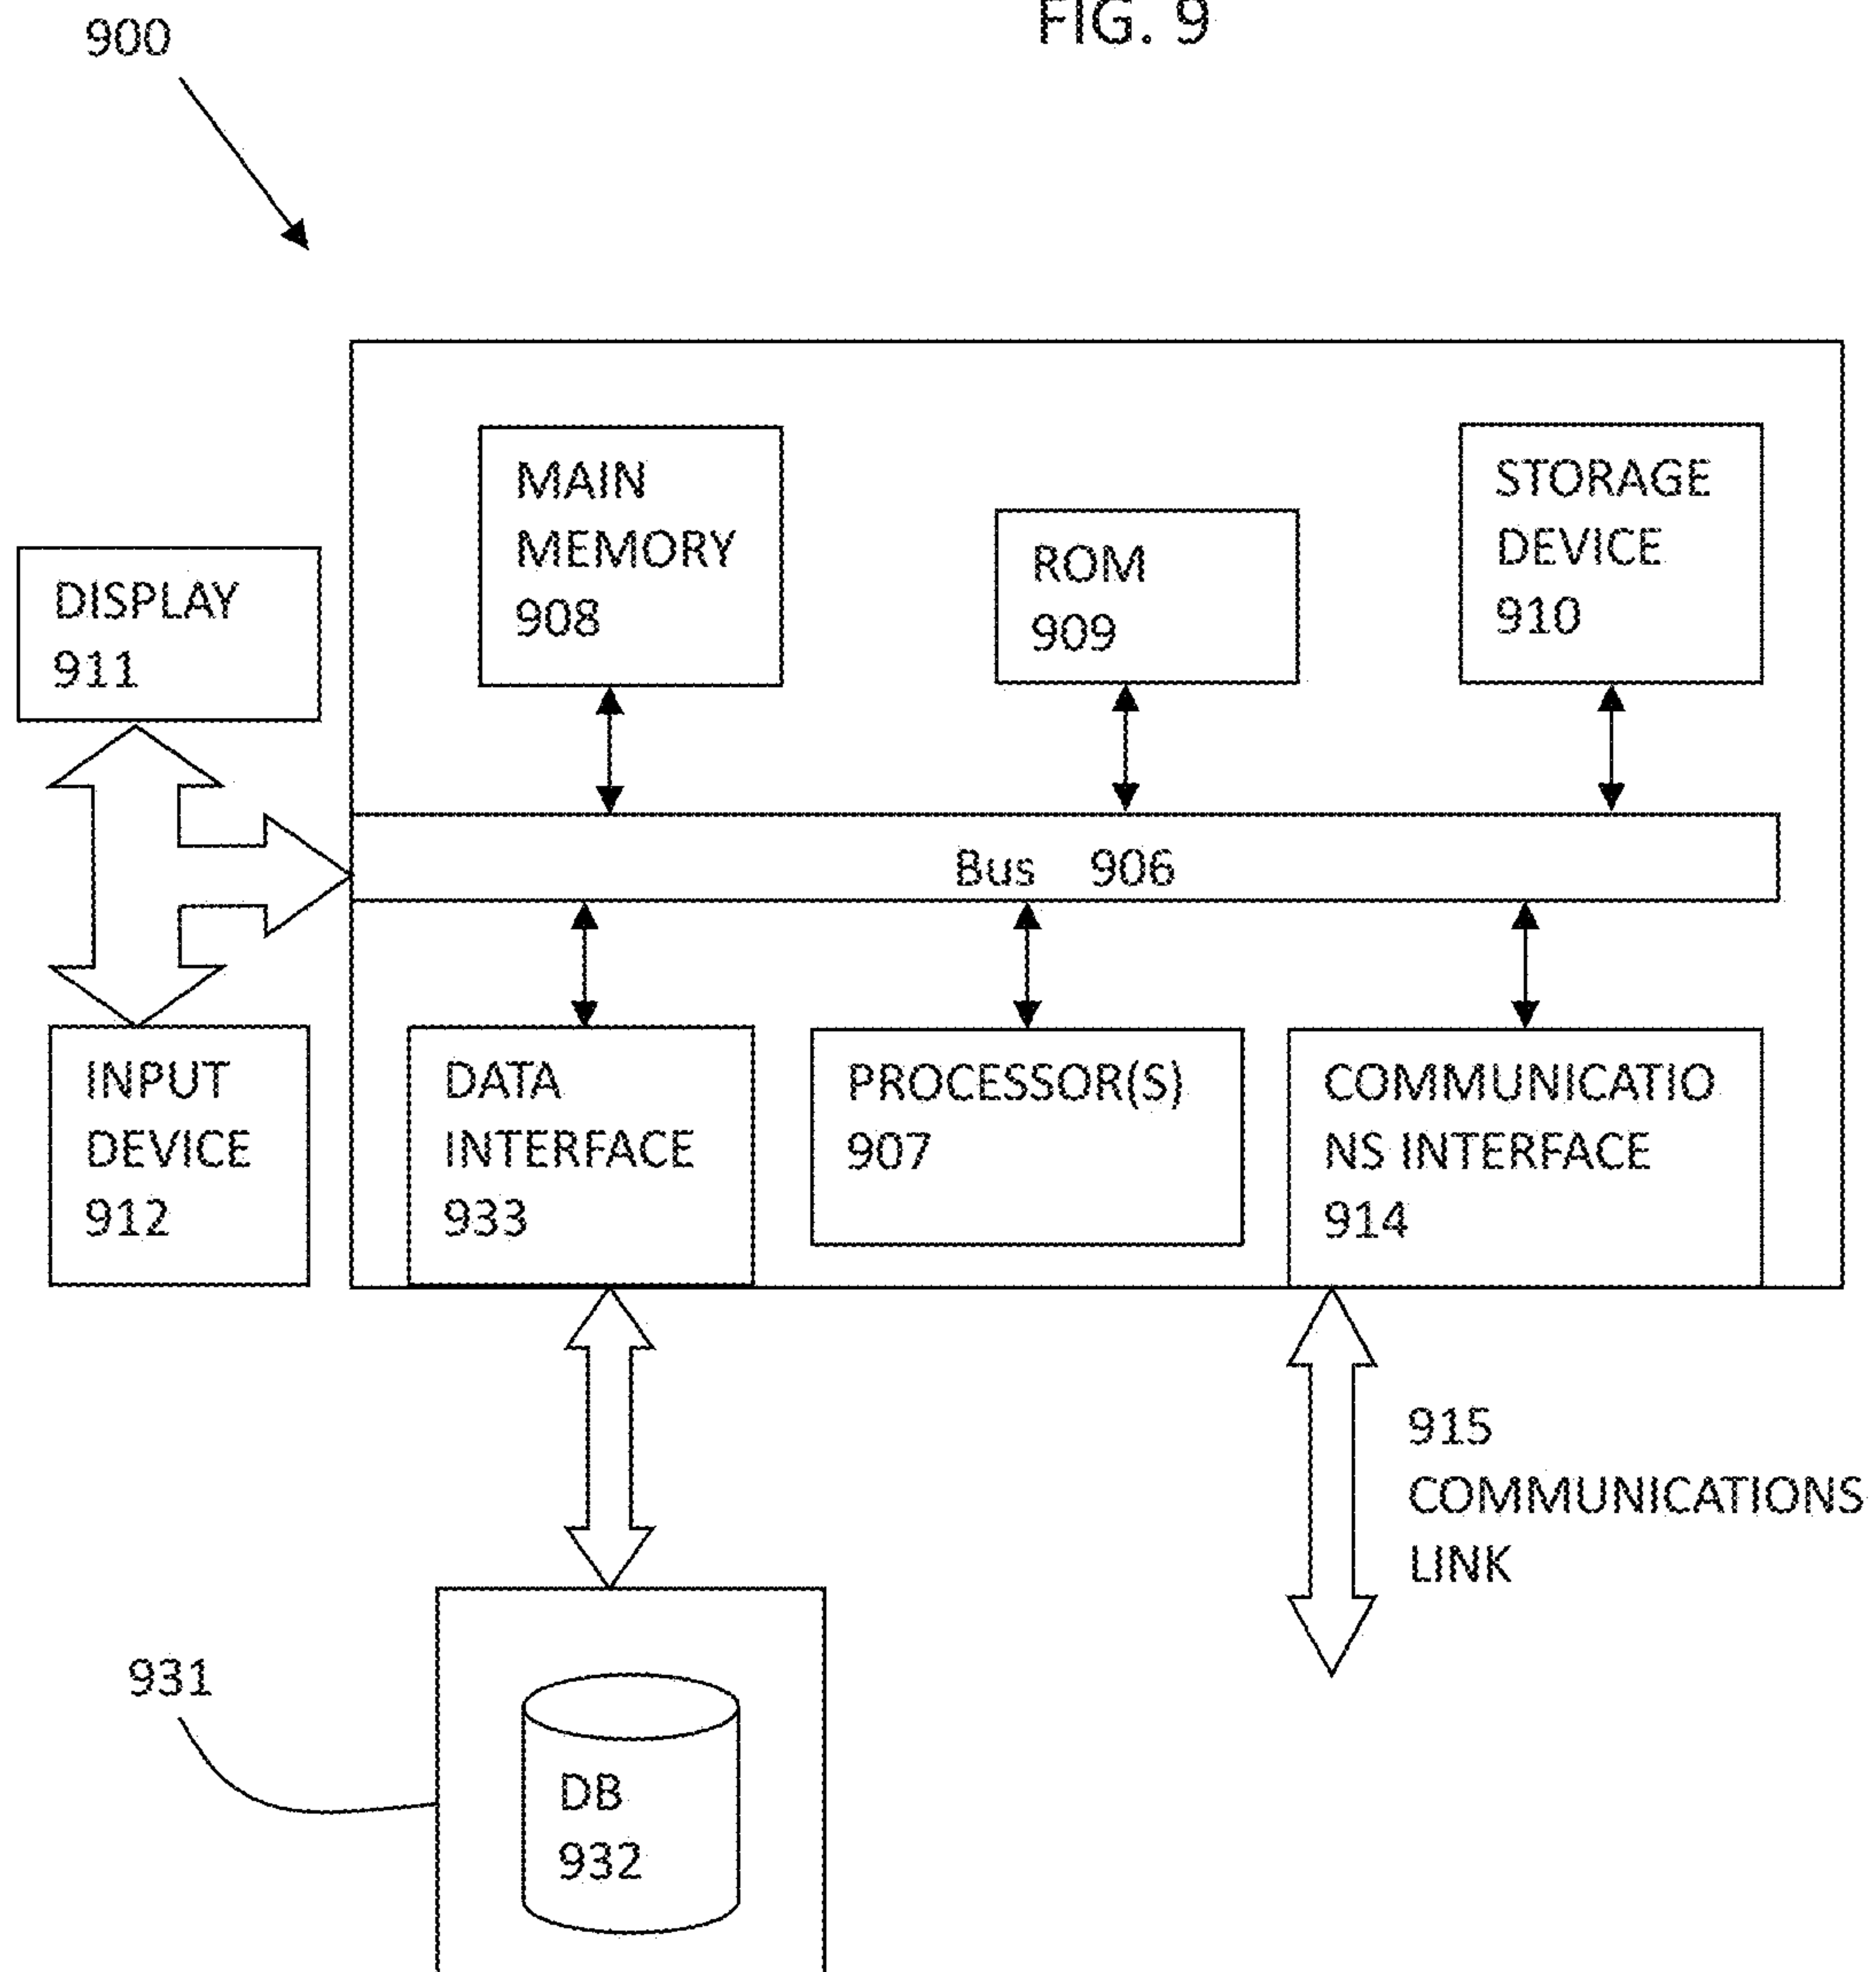 FIG. 9
900
MAIN
MEMORY
908
ROM
909
STORAGE
DEVICE
910
DISPLAY
911
Bus 906
INPUT
DEVICE
912
DATA
INTERFACE
933
PROCESSOR(S)
907
COMMUNICATIO
NS INTERFACE
914
915
COMMUNICATIONS
LINK
931
DB
932